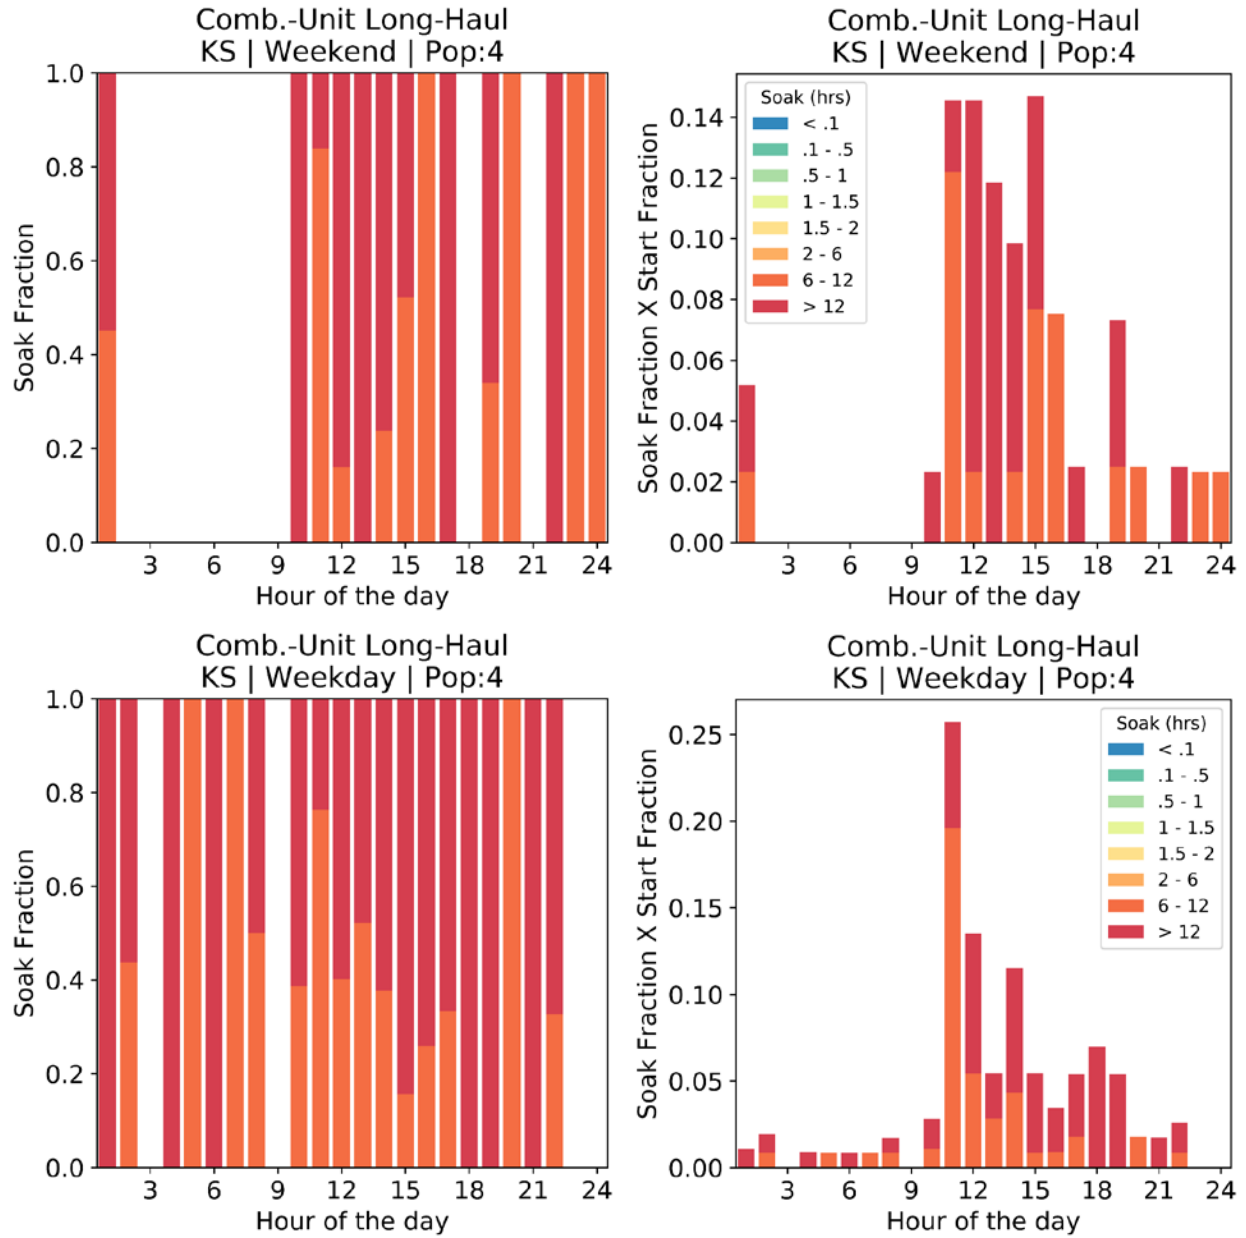 Comb.-Unit Long-Haul
KS | Weekend | Pop:4
1.0
0.8
0.6
0.4
0.2
0.0
Soak Fraction
3 6 9 12 15 18 21 24
Hour of the day
Comb.-Unit Long-Haul
KS | Weekend | Pop:4
0.14
0.12
0.10
0.08
0.06
0.04
0.02
0.00
Soak Fraction X Start Fraction
Soak (hrs)
< .1
.1 - .5
.5 - 1
1 - 1.5
1.5 - 2
2 - 6
6 - 12
> 12
3 6 9 12 15 18 21 24
Hour of the day
Comb.-Unit Long-Haul
KS | Weekday | Pop:4
1.0
0.8
0.6
0.4
0.2
0.0
Soak Fraction
3 6 9 12 15 18 21 24
Hour of the day
Comb.-Unit Long-Haul
KS | Weekday | Pop:4
0.25
0.20
0.15
0.10
0.05
0.00
Soak Fraction X Start Fraction
Soak (hrs)
< .1
.1 - .5
.5 - 1
1 - 1.5
1.5 - 2
2 - 6
6 - 12
> 12
3 6 9 12 15 18 21 24
Hour of the day